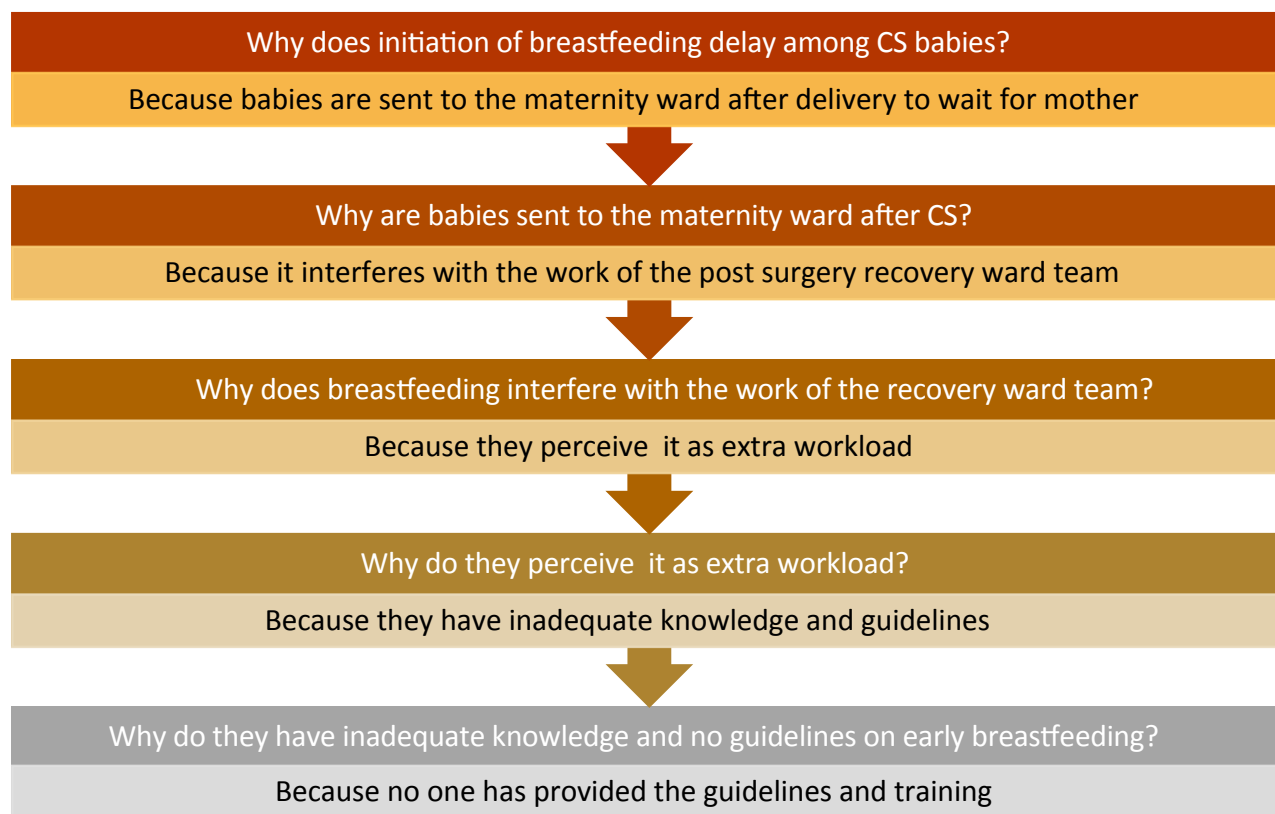 Why does initiation of breastfeeding delay among CS babies?
Because babies are sent to the maternity ward after delivery to wait for mother
Why are babies sent to the maternity ward after CS?
Because it interferes with the work of the post surgery recovery ward team
Why does breastfeeding interfere with the work of the recovery ward team?
Because they perceive  it as extra workload
Why do they perceive  it as extra workload?
Because they have inadequate knowledge and guidelines
Why do they have inadequate knowledge and no guidelines on early breastfeeding?
Because no one has provided the guidelines and training